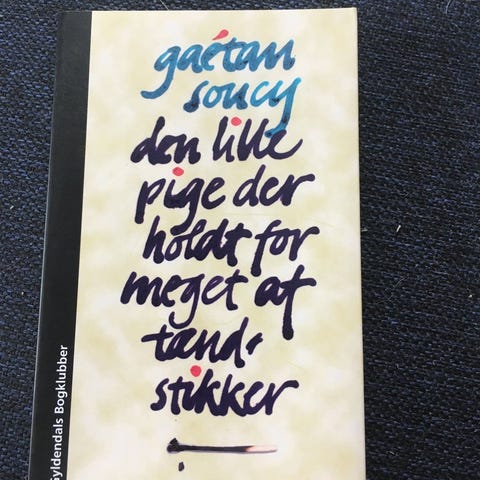 gaétan
soucy
den lille
pige der
holdt for
meget af
tænd-
stikker
Gyldendals Bogklubber